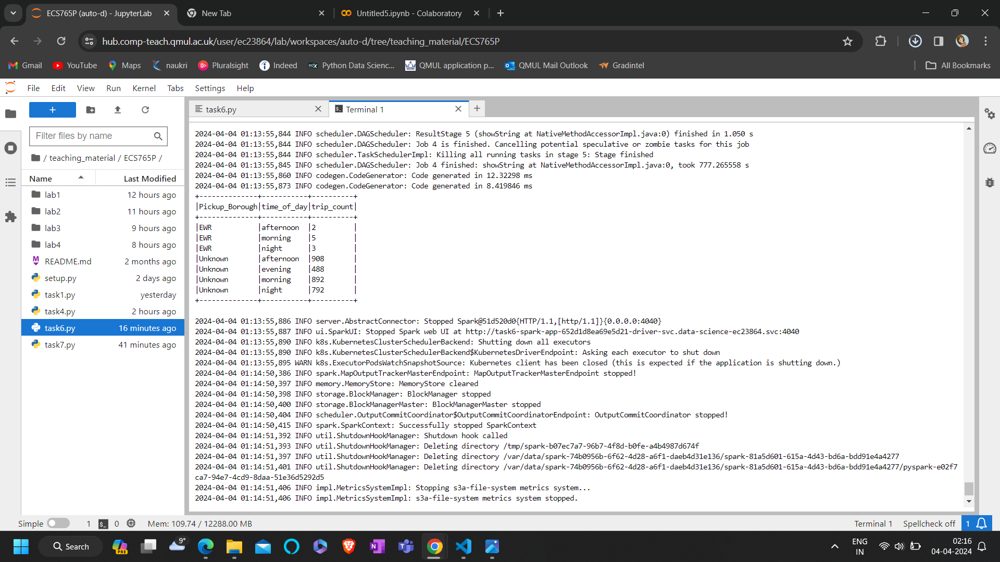 ECS765P (auto-d) - JupyterLab
New Tab
Untitled5.ipynb - Colaboratory
hub.comp-teach.qmul.ac.uk/user/ec23864/lab/workspaces/auto-d/tree/teaching_material/ECS765P
Gmail YouTube Maps naukri Pluralsight Indeed edX Python Data Scienc... QMUL application p... QMUL Mail Outlook Gradintel All Bookmarks
File Edit View Run Kernel Tabs Settings Help
task6.py
Terminal 1
Filter files by name
/ teaching_material / ECS765P /
Name Last Modified
lab1 12 hours ago
lab2 11 hours ago
lab3 9 hours ago
lab4 8 hours ago
README.md 2 months ago
setup.py 2 days ago
task1.py yesterday
task4.py 2 hours ago
task6.py 16 minutes ago
task7.py 41 minutes ago
2024-04-04 01:13:55,844 INFO scheduler.DAGScheduler: ResultStage 5 (showString at NativeMethodAccessorImpl.java:0) finished in 1.050 s
2024-04-04 01:13:55,844 INFO scheduler.DAGScheduler: Job 4 is finished. Cancelling potential speculative or zombie tasks for this job
2024-04-04 01:13:55,844 INFO scheduler.TaskSchedulerImpl: Killing all running tasks in stage 5: Stage finished
2024-04-04 01:13:55,845 INFO scheduler.DAGScheduler: Job 4 finished: showString at NativeMethodAccessorImpl.java:0, took 777.265558 s
2024-04-04 01:13:55,860 INFO codegen.CodeGenerator: Code generated in 12.32298 ms
2024-04-04 01:13:55,873 INFO codegen.CodeGenerator: Code generated in 8.419846 ms
+--------------+-----------+----------+
|Pickup_Borough|time_of_day|trip_count|
+--------------+-----------+----------+
|EWR           |afternoon  |2         |
|EWR           |morning    |5         |
|EWR           |night      |3         |
|Unknown       |afternoon  |908       |
|Unknown       |evening    |488       |
|Unknown       |morning    |892       |
|Unknown       |night      |792       |
+--------------+-----------+----------+
2024-04-04 01:13:55,886 INFO server.AbstractConnector: Stopped Spark@51d520d0{HTTP/1.1,[http/1.1]}{0.0.0.0:4040}
2024-04-04 01:13:55,887 INFO ui.SparkUI: Stopped Spark web UI at http://task6-spark-app-652d1d8ea69e5d21-driver-svc.data-science-ec23864.svc:4040
2024-04-04 01:13:55,890 INFO k8s.KubernetesClusterSchedulerBackend: Shutting down all executors
2024-04-04 01:13:55,890 INFO k8s.KubernetesClusterSchedulerBackend$KubernetesDriverEndpoint: Asking each executor to shut down
2024-04-04 01:13:55,895 WARN k8s.ExecutorPodsWatchSnapshotSource: Kubernetes client has been closed (this is expected if the application is shutting down.)
2024-04-04 01:14:50,386 INFO spark.MapOutputTrackerMasterEndpoint: MapOutputTrackerMasterEndpoint stopped!
2024-04-04 01:14:50,397 INFO memory.MemoryStore: MemoryStore cleared
2024-04-04 01:14:50,398 INFO storage.BlockManager: BlockManager stopped
2024-04-04 01:14:50,400 INFO storage.BlockManagerMaster: BlockManagerMaster stopped
2024-04-04 01:14:50,404 INFO scheduler.OutputCommitCoordinator$OutputCommitCoordinatorEndpoint: OutputCommitCoordinator stopped!
2024-04-04 01:14:50,415 INFO spark.SparkContext: Successfully stopped SparkContext
2024-04-04 01:14:51,392 INFO util.ShutdownHookManager: Shutdown hook called
2024-04-04 01:14:51,393 INFO util.ShutdownHookManager: Deleting directory /tmp/spark-b07ec7a7-96b7-4f8d-b0fe-a4b4987d674f
2024-04-04 01:14:51,397 INFO util.ShutdownHookManager: Deleting directory /var/data/spark-74b0956b-6f62-4d28-a6f1-daeb4d31e136/spark-81a5d601-615a-4d43-bd6a-bdd91e4a4277
2024-04-04 01:14:51,401 INFO util.ShutdownHookManager: Deleting directory /var/data/spark-74b0956b-6f62-4d28-a6f1-daeb4d31e136/spark-81a5d601-615a-4d43-bd6a-bdd91e4a4277/pyspark-e02f7
ca7-94e7-4cd9-8daa-51e36d5292d5
2024-04-04 01:14:51,406 INFO impl.MetricsSystemImpl: Stopping s3a-file-system metrics system...
2024-04-04 01:14:51,406 INFO impl.MetricsSystemImpl: s3a-file-system metrics system stopped.
Simple 1 $_ 0 Mem: 109.74 / 12288.00 MB Terminal 1 Spellcheck off 1
Search PRE 9° ENG IN 02:16 04-04-2024